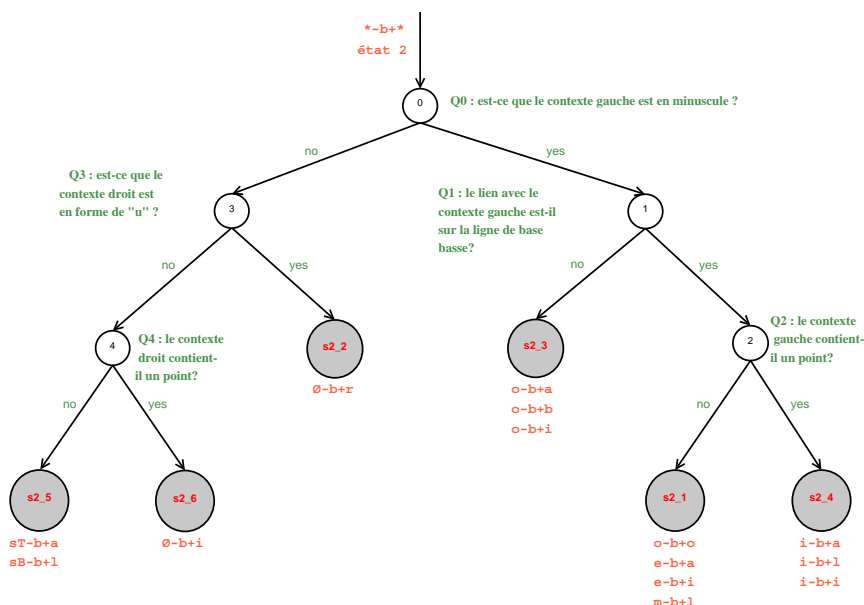 *-b+*
état 2
0
Q0 : est-ce que le contexte gauche est en minuscule ?
no
yes
Q3 : est-ce que le
contexte droit est
en forme de "u" ?
Q1 : le lien avec le
contexte gauche est-il
sur la ligne de base
basse?
3
1
no
yes
no
yes
4
Q4 : le contexte
droit contient-
il un point?
s2_2
s2_3
2
Q2 : le contexte
gauche contient-
il un point?
Ø-b+r
o-b+a
o-b+b
o-b+i
no
yes
no
yes
s2_5
s2_6
s2_1
s2_4
sT-b+a
sB-b+l
Ø-b+i
o-b+o
e-b+a
e-b+i
m-b+l
i-b+a
i-b+l
i-b+i